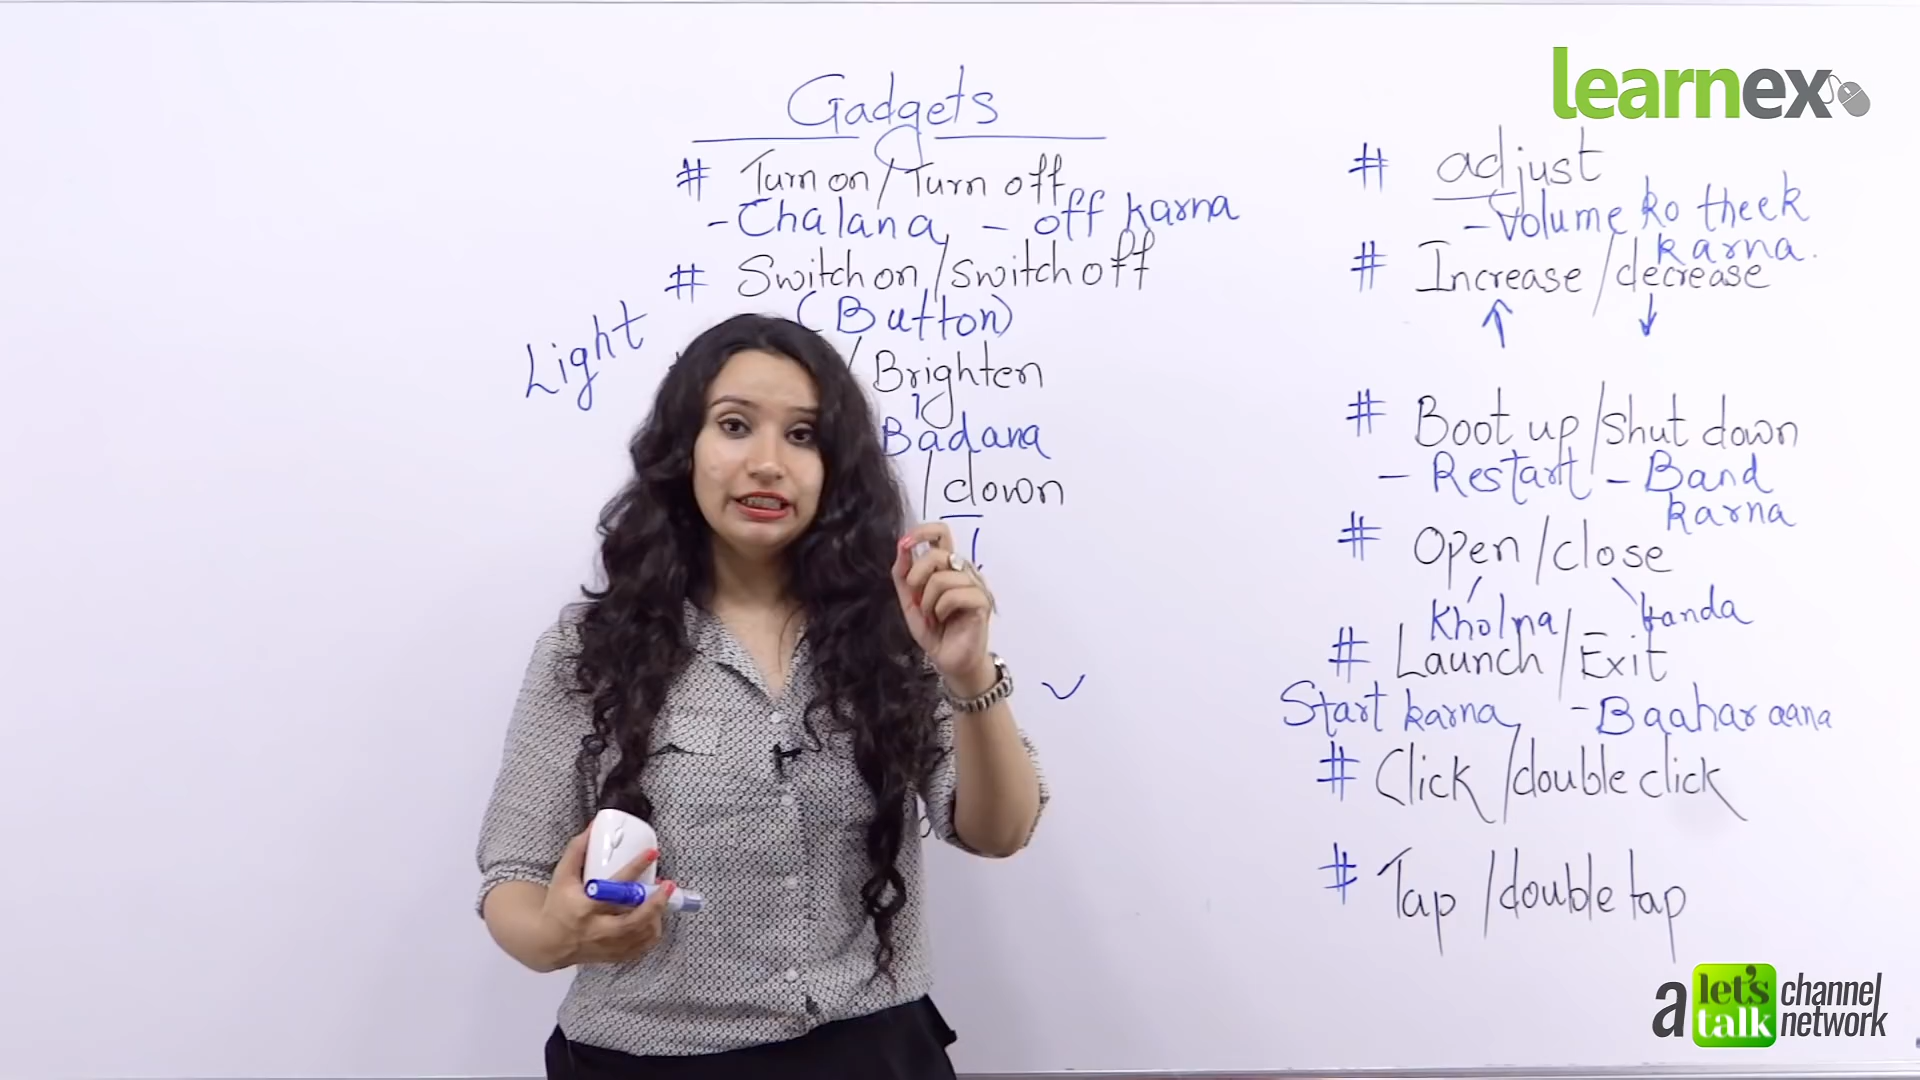 Gadgets
# Turn on / Turn off
- Chalana - off karna
# Switch on / Switch off
(Button)
Light
/ Brighten
Badana
/ down
learnex
# adjust
- Volume ko theek
karna.
# Increase / decrease
# Boot up / Shut down
- Restart - Band
karna
# Open / close
Kholna banda
# Launch / Exit
Start karna - Baahar aana
# Click / double click
# Tap / double tap
a let's talk channel network